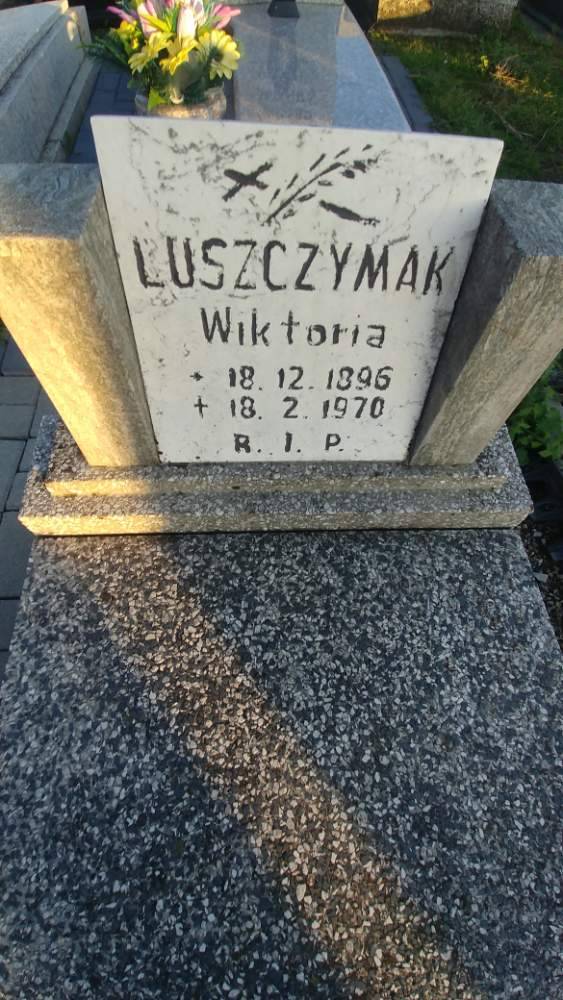 LUSZCZYMAK
Wiktoria
* 18. 12. 1896
+ 18. 2. 1970
R. I. P.